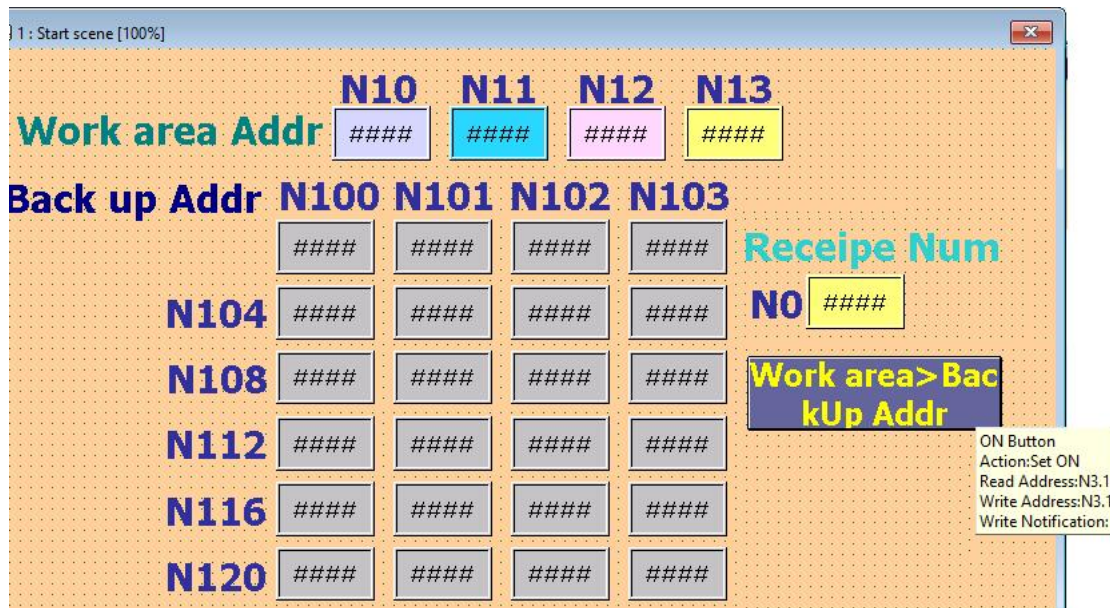 1 : Start scene [100%]
N10 N11 N12 N13
Work area Addr #### #### #### ####
Back up Addr N100 N101 N102 N103
#### #### #### ####
Receipe Num
N104 #### #### #### ####
N0 ####
N108 #### #### #### ####
Work area>Bac
kUp Addr
N112 #### #### #### ####
ON Button
Action:Set ON
Read Address:N3.1
Write Address:N3.1
Write Notification:
N116 #### #### #### ####
N120 #### #### #### ####